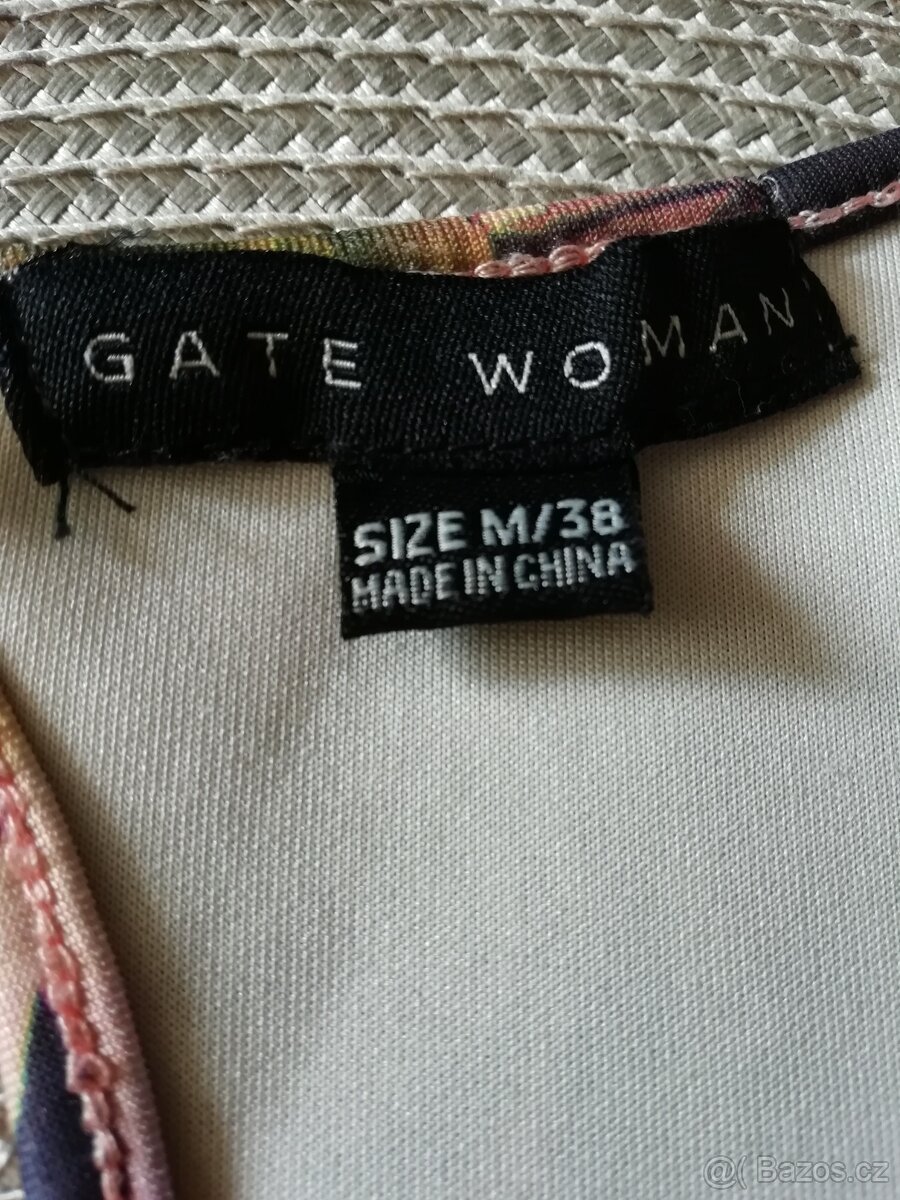 GATE WOMAN
SIZE M/38
MADE IN CHINA
@( Bazos.cz